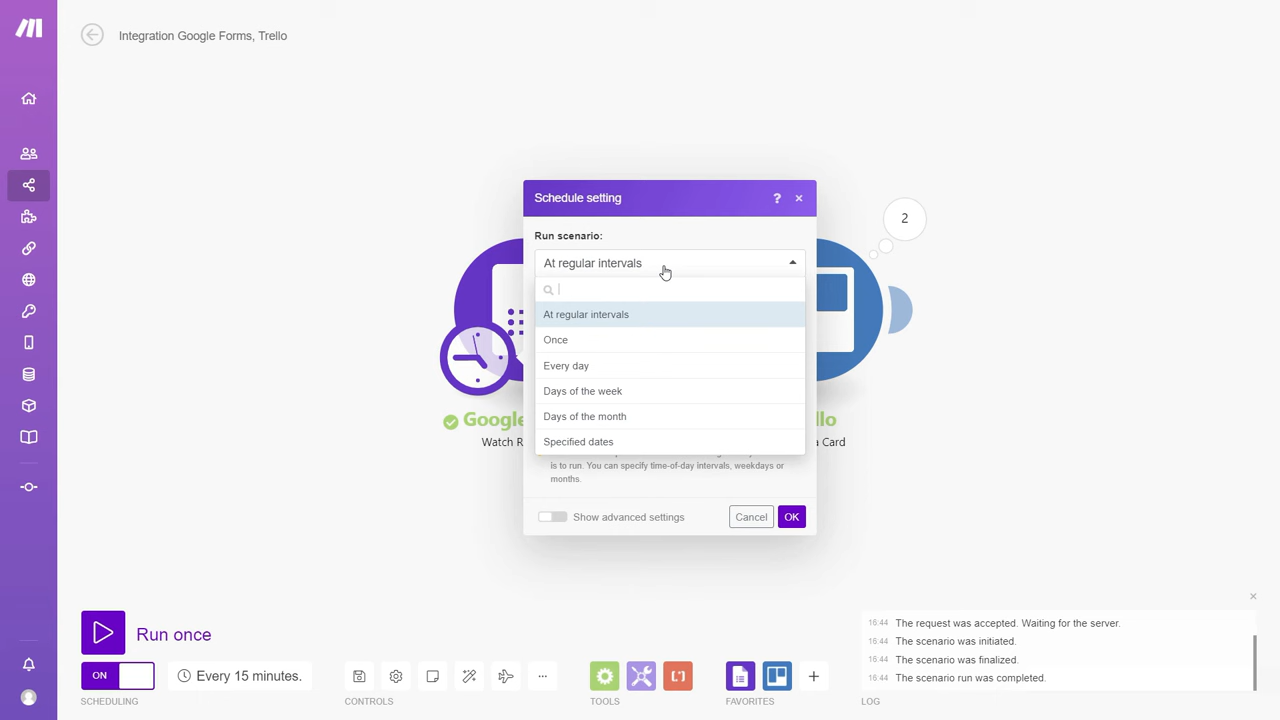 Integration Google Forms, Trello
Schedule setting
?
×
2
Run scenario:
At regular intervals
At regular intervals
Once
Every day
Days of the week
Days of the month
Specified dates
Google
llo
Watch R
a Card
is to run. You can specify time-of-day intervals, weekdays or
months.
Show advanced settings
Cancel
OK
Run once
ON
Every 15 minutes.
SCHEDULING
CONTROLS
TOOLS
FAVORITES
LOG
16:44 The request was accepted. Waiting for the server.
16:44 The scenario was initiated.
16:44 The scenario was finalized.
16:44 The scenario run was completed.